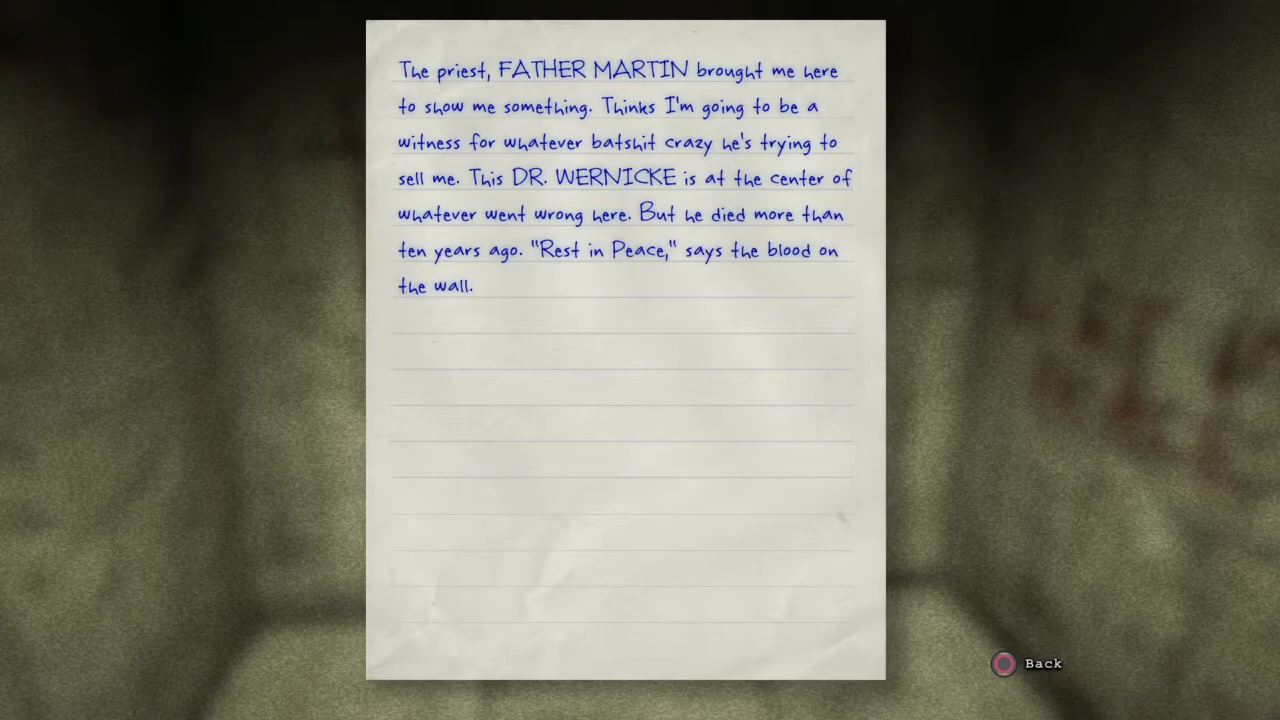 The priest, FATHER MARTIN brought me here
to show me something. Thinks I'm going to be a
witness for whatever batshit crazy he's trying to
sell me. This DR. WERNICKE is at the center of
whatever went wrong here. But he died more than
ten years ago. "Rest in Peace," says the blood on
the wall.
Back